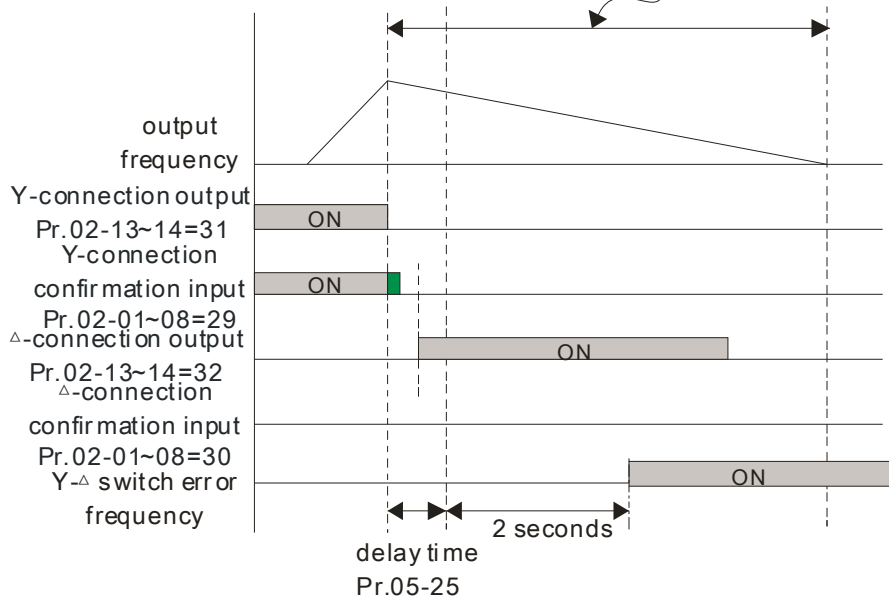 output
frequency
Y-connection output
ON
Pr.02-13~14=31
Y-connection
confirmation input
ON
Pr.02-01~08=29
△-connection output
ON
Pr.02-13~14=32
△-connection
confirmation input
Pr.02-01~08=30
Y-△ switch error
ON
frequency
2 seconds
delay time
Pr.05-25